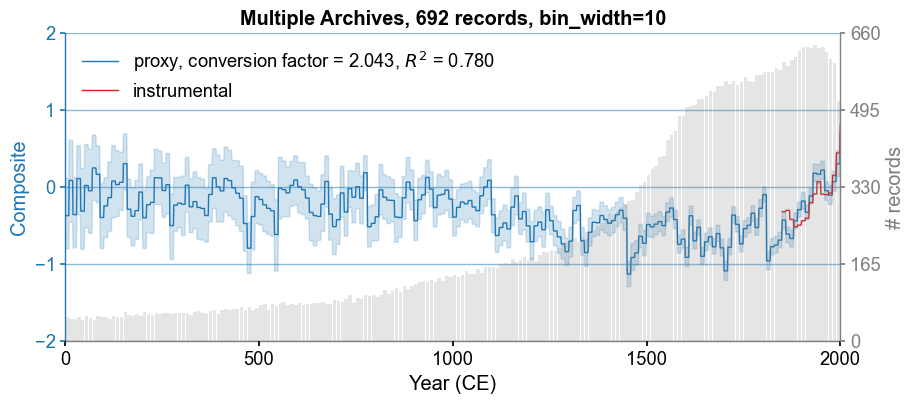 Multiple Archives, 692 records, bin_width=10
proxy, conversion factor = 2.043, R² = 0.780
instrumental
Composite
2
1
0
−1
−2
660
495
330
165
0
# records
0 500 1000 1500 2000
Year (CE)